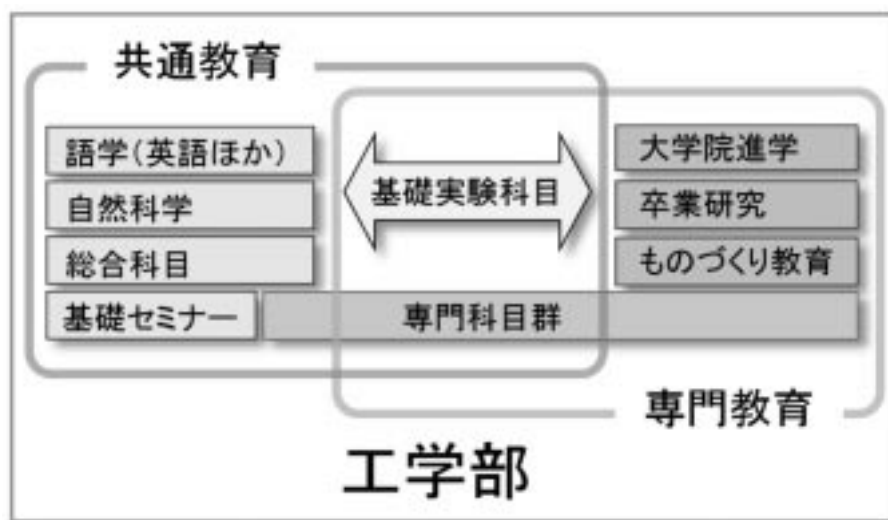 共通教育
語学(英語ほか)
自然科学
総合科目
基礎セミナー
基礎実験科目
専門科目群
大学院進学
卒業研究
ものづくり教育
専門教育
工学部